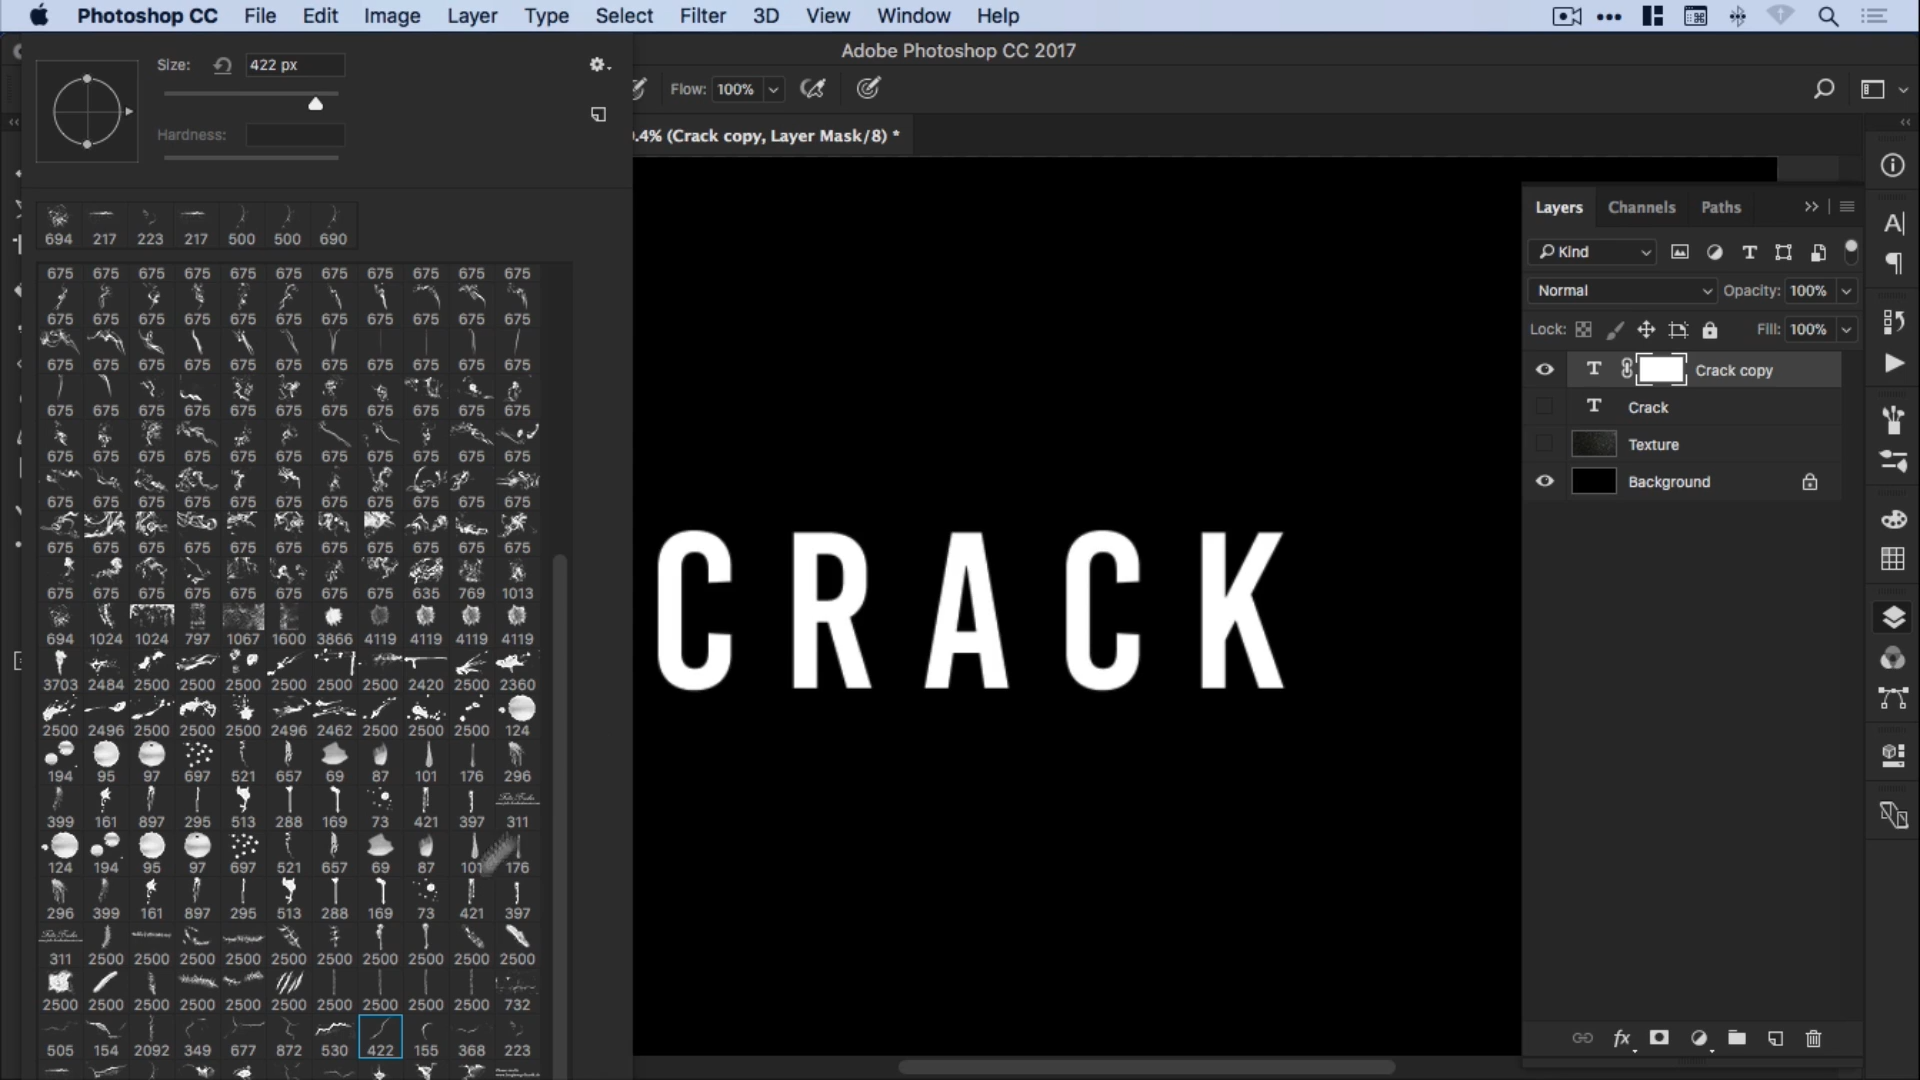 Photoshop CC File Edit Image Layer Type Select Filter 3D View Window Help
Adobe Photoshop CC 2017
Size: 422 px
Flow: 100%
Hardness:
.4% (Crack copy, Layer Mask/8) *
694 217 223 217 500 500 690
675 675 675 675 675 675 675 675 675 675 675
675 675 675 675 675 675 675 675 675 675 675
675 675 675 675 675 675 675 675 675 675 675
675 675 675 675 675 675 675 675 675 675 675
675 675 675 675 675 675 675 675 675 675 675
675 675 675 675 675 675 675 675 675 675 675
675 675 675 675 675 675 675 675 675 675 675
675 675 675 675 675 675 675 675 635 769 1013
694 1024 1024 797 1067 1600 3866 4119 4119 4119 4119
3703 2484 2500 2500 2500 2500 2500 2500 2420 2500 2360
2500 2496 2500 2500 2500 2496 2462 2500 2500 2500 124
194 95 97 697 521 657 69 87 101 176 296
399 161 897 295 513 288 169 73 421 397 311
124 194 95 97 697 521 657 69 87 101 176
296 399 161 897 295 513 288 169 73 421 397
311 2500 2500 2500 2500 2500 2500 2500 2500 2500 2500
2500 2500 2500 2500 2500 2500 2500 2500 2500 2500 732
505 154 2092 349 677 872 530 422 155 368 223
CRACK
Layers Channels Paths
Kind
Normal Opacity: 100%
Lock: Fill: 100%
Crack copy
Crack
Texture
Background